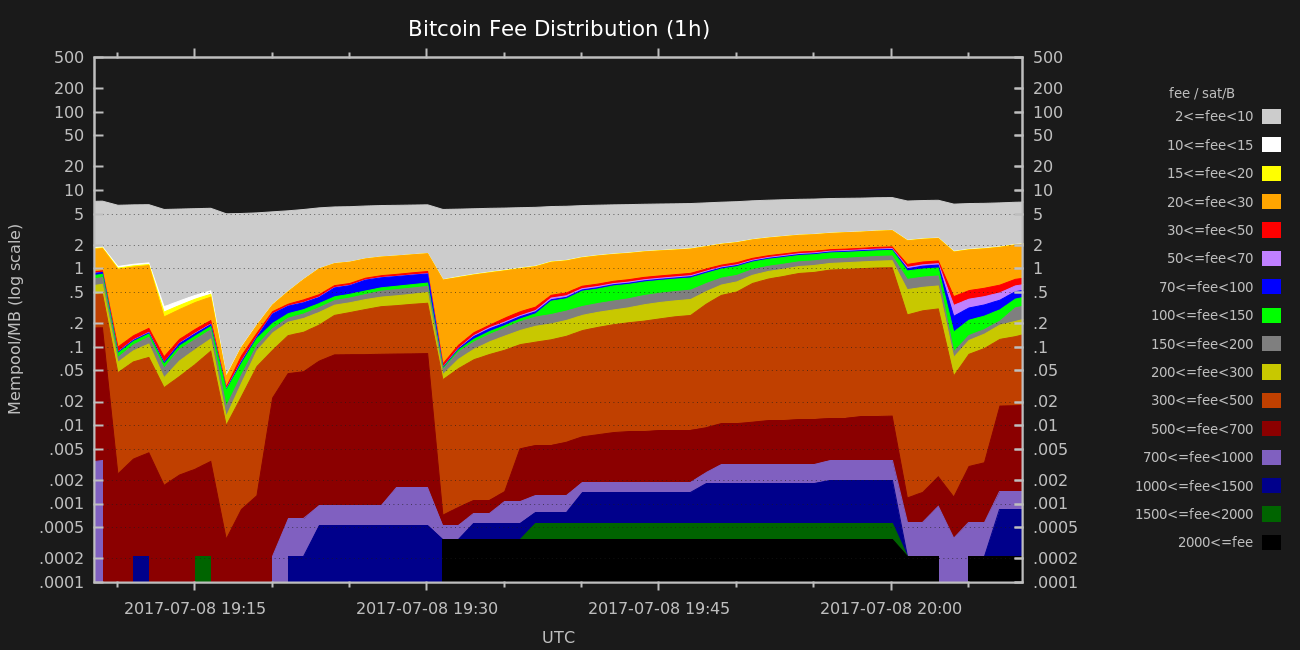 Bitcoin Fee Distribution (1h)
500 500
200 200
100 100
50 50
20 20
10 10
5 5
2 2
1 1
.5 .5
.2 .2
.1 .1
.05 .05
.02 .02
.01 .01
.005 .005
.002 .002
.001 .001
.0005 .0005
.0002 .0002
.0001 .0001
Mempool/MB (log scale)
2017-07-08 19:15 2017-07-08 19:30 2017-07-08 19:45 2017-07-08 20:00
UTC
fee / sat/B
2<=fee<10
10<=fee<15
15<=fee<20
20<=fee<30
30<=fee<50
50<=fee<70
70<=fee<100
100<=fee<150
150<=fee<200
200<=fee<300
300<=fee<500
500<=fee<700
700<=fee<1000
1000<=fee<1500
1500<=fee<2000
2000<=fee